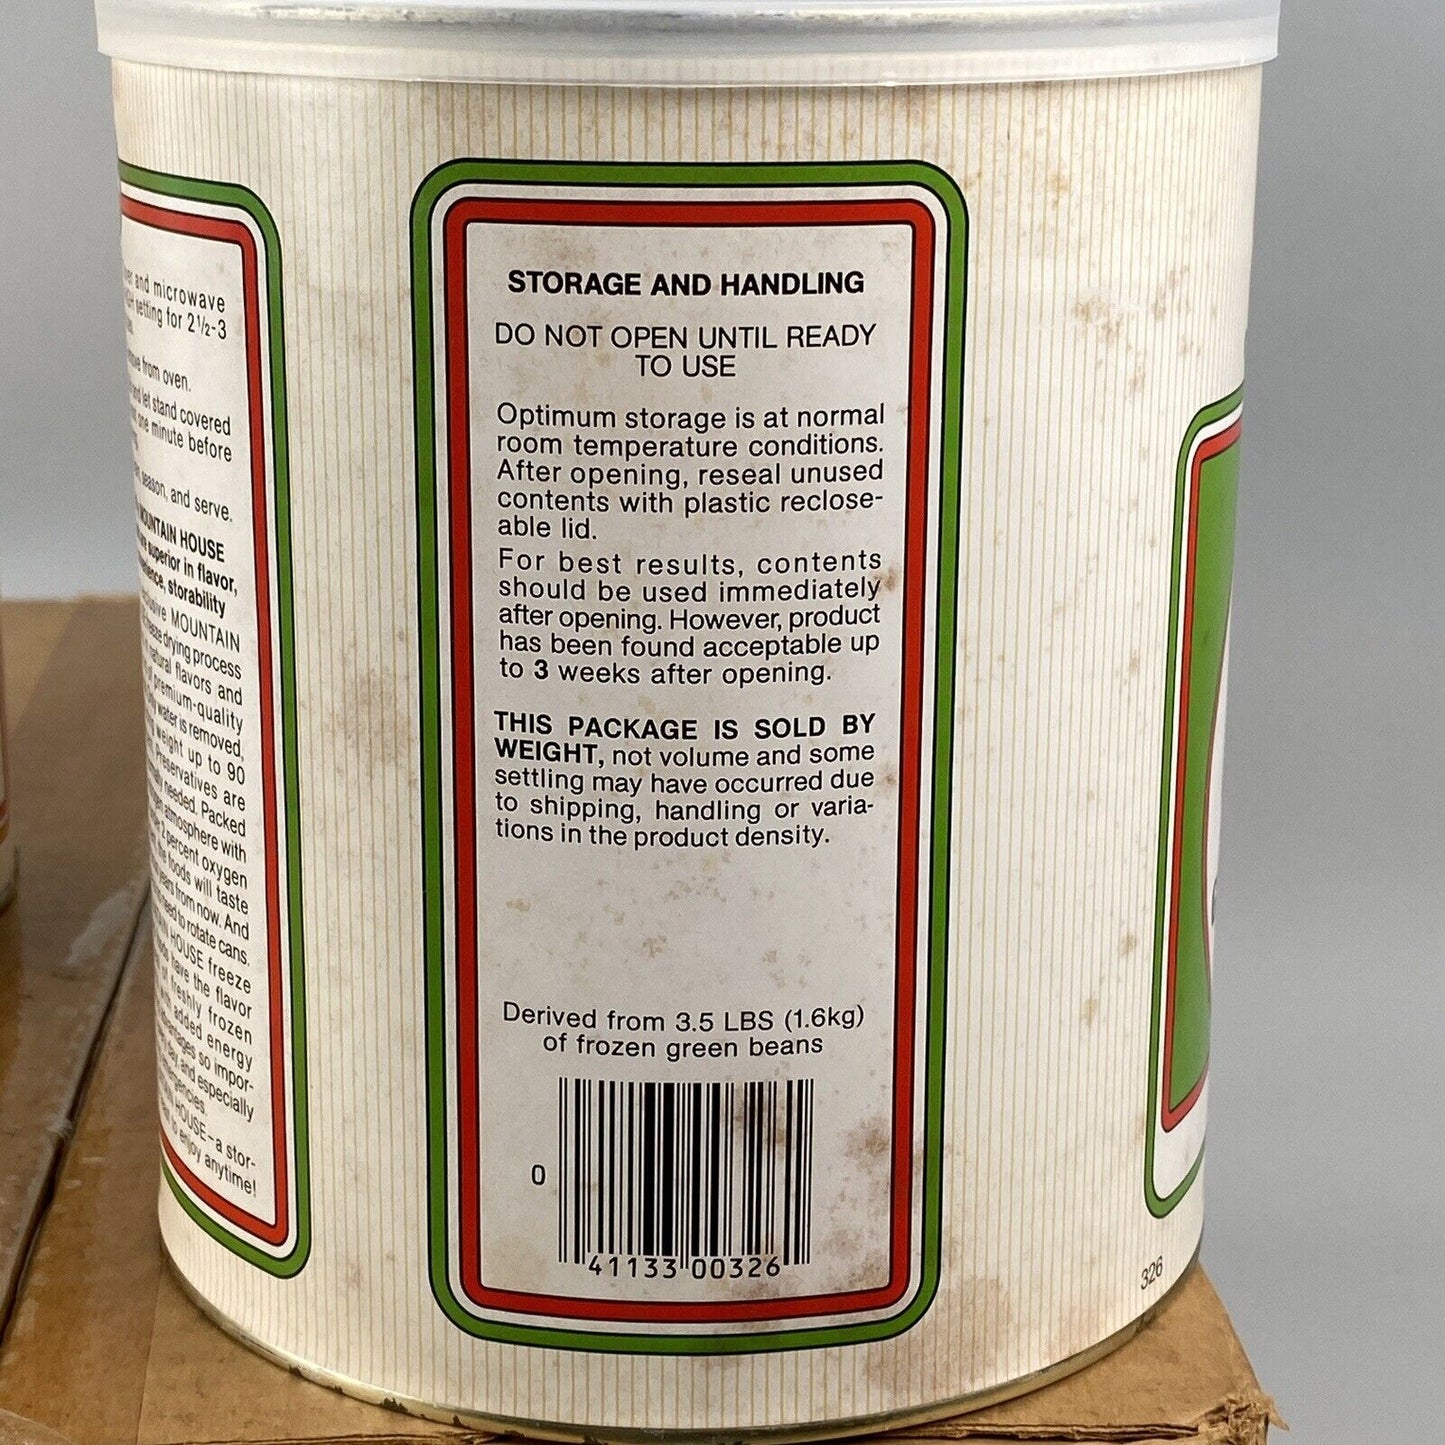 and microwave
setting for 2½-3
from oven.
let stand covered
one minute before
season, and serve.
MOUNTAIN HOUSE
superior in flavor,
storability
MOUNTAIN
drying process
natural flavors and
premium-quality
water is removed,
weight up to 90
Preservatives are
needed. Packed
atmosphere with
2 percent oxygen
foods will taste
from now. And
need to rotate cans.
HOUSE freeze
have the flavor
of freshly frozen
added energy
so impor-
day, and especially
HOUSE-a stor-
to enjoy anytime!
STORAGE AND HANDLING
DO NOT OPEN UNTIL READY
TO USE
Optimum storage is at normal
room temperature conditions.
After opening, reseal unused
contents with plastic reclose-
able lid.
For best results, contents
should be used immediately
after opening. However, product
has been found acceptable up
to 3 weeks after opening.
THIS PACKAGE IS SOLD BY
WEIGHT, not volume and some
settling may have occurred due
to shipping, handling or varia-
tions in the product density.
Derived from 3.5 LBS (1.6kg)
of frozen green beans
0 41133 00326
326